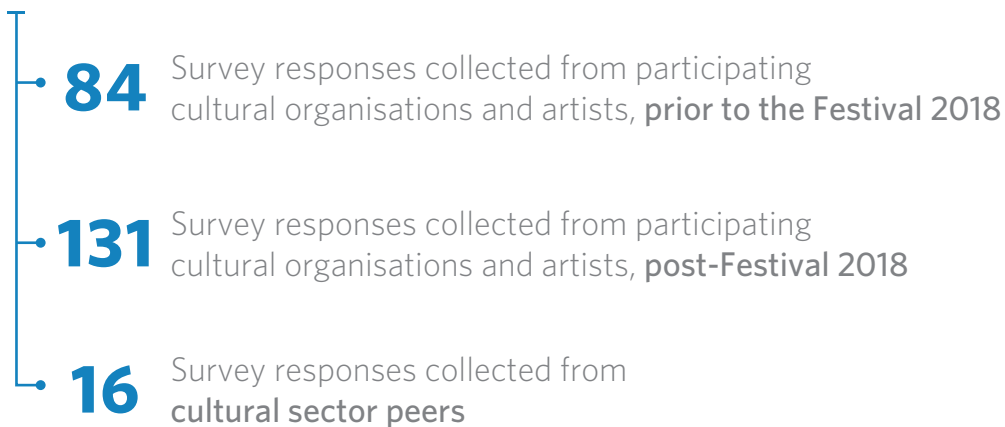 84
Survey responses collected from participating
cultural organisations and artists, prior to the Festival 2018
131
Survey responses collected from participating
cultural organisations and artists, post-Festival 2018
16
Survey responses collected from
cultural sector peers